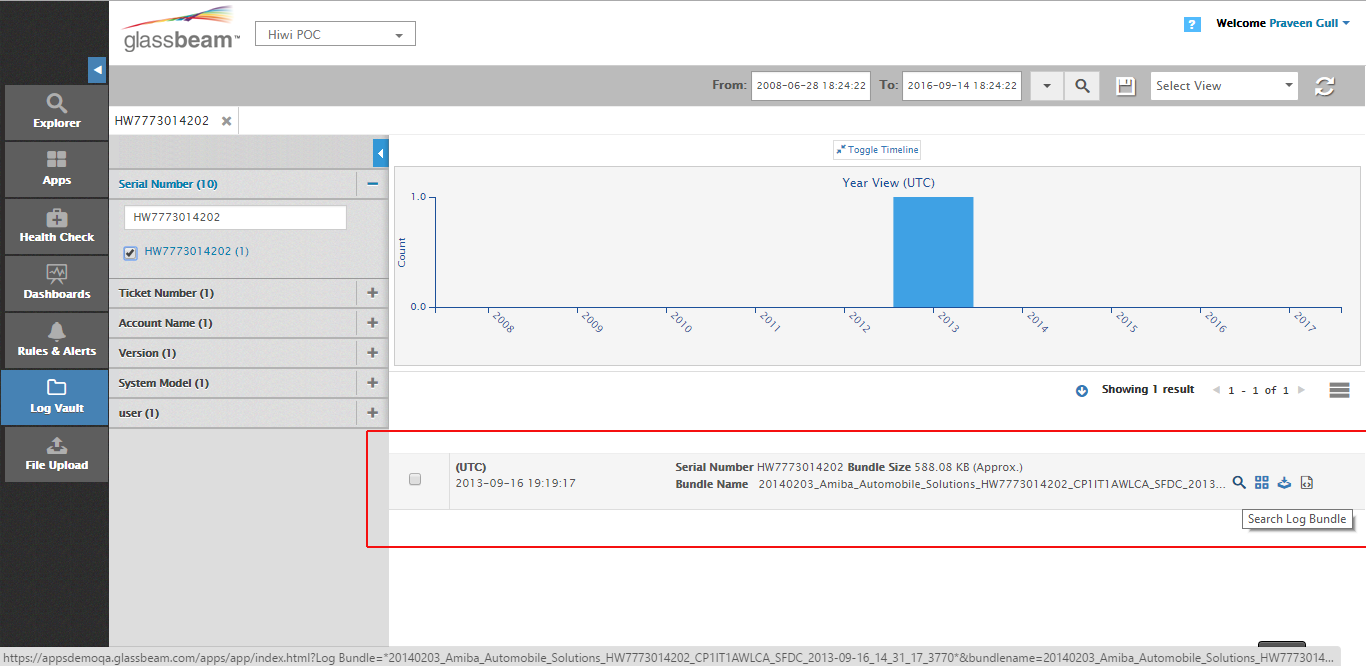 glassbeam™
Hiwi POC
? Welcome Praveen Gull
From: 2008-06-28 18:24:22 To: 2016-09-14 18:24:22 Select View
Explorer
Apps
Health Check
Dashboards
Rules & Alerts
Log Vault
File Upload
HW7773014202
Serial Number (10)
HW7773014202
HW7773014202 (1)
Ticket Number (1)
Account Name (1)
Version (1)
System Model (1)
user (1)
Toggle Timeline
Year View (UTC)
Count
1.0
0.0
2008
2009
2010
2011
2012
2013
2014
2015
2016
2017
Showing 1 result 1 - 1 of 1
(UTC)
2013-09-16 19:19:17
Serial Number HW7773014202 Bundle Size 588.08 KB (Approx.)
Bundle Name 20140203_Amiba_Automobile_Solutions_HW7773014202_CP1IT1AWLCA_SFDC_2013...
Search Log Bundle
https://appsdemoqa.glassbeam.com/apps/app/index.html?Log Bundle=*20140203_Amiba_Automobile_Solutions_HW7773014202_CP1IT1AWLCA_SFDC_2013-09-16_14_31_17_3770*&bundlename=20140203_Amiba_Automobile_Solutions_HW7773014...